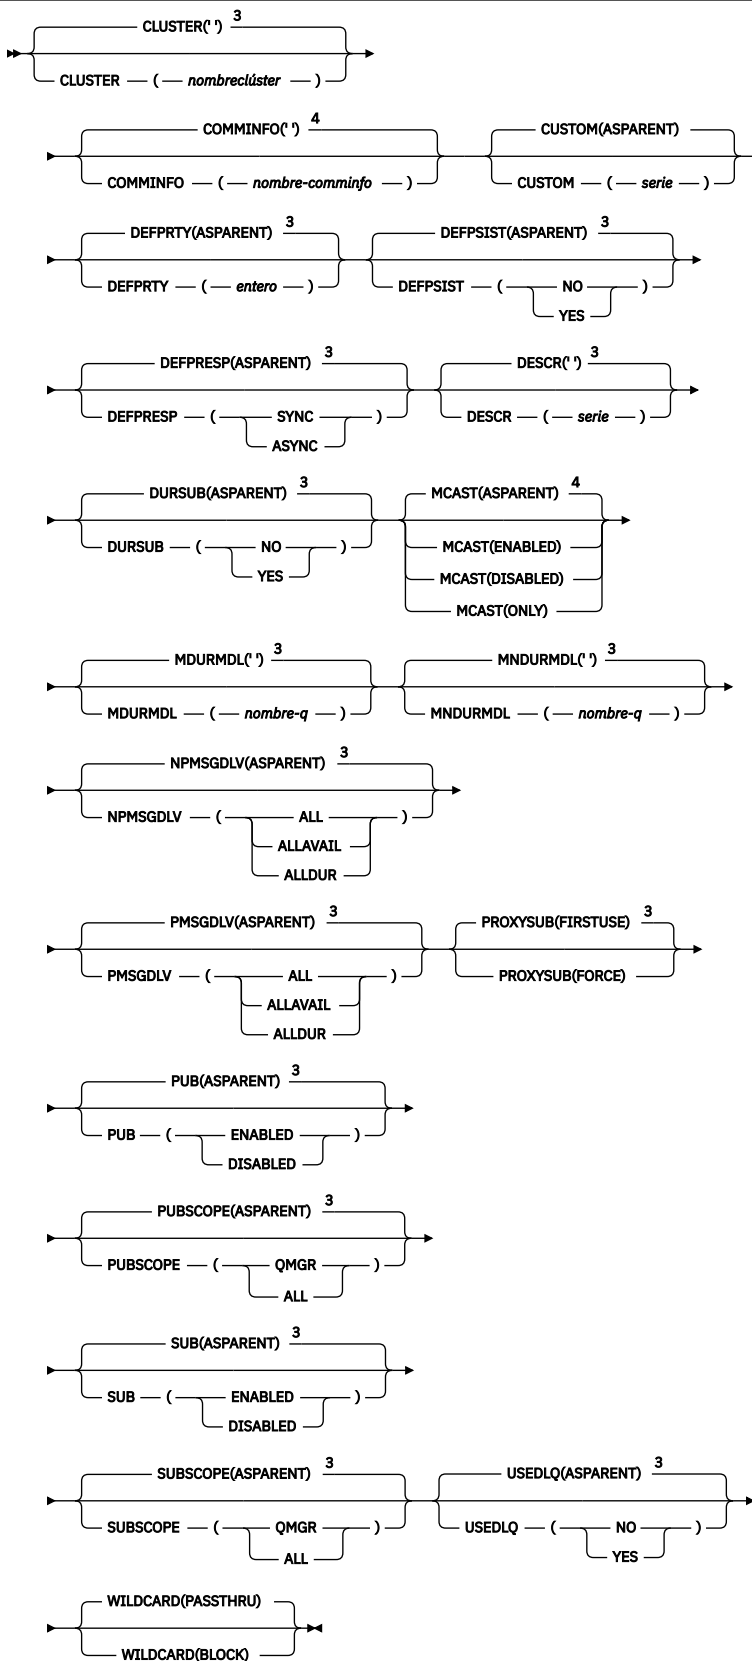 CLUSTER(' ') 3
CLUSTER ( nombreclúster )
COMMINFO(' ') 4 CUSTOM(ASPARENT)
COMMINFO ( nombre-comminfo ) CUSTOM ( serie )
DEFPRTY(ASPARENT) 3 DEFPSIST(ASPARENT) 3
DEFPRTY ( entero ) DEFPSIST ( NO )
YES
DEFPRESP(ASPARENT) 3 DESCR(' ') 3
DEFPRESP ( SYNC ) DESCR ( serie )
ASYNC
DURSUB(ASPARENT) 3 MCAST(ASPARENT) 4
DURSUB ( NO ) MCAST(ENABLED)
YES MCAST(DISABLED)
MCAST(ONLY)
MDURMDL(' ') 3 MNDURMDL(' ') 3
MDURMDL ( nombre-q ) MNDURMDL ( nombre-q )
NPMSGDLV(ASPARENT) 3
NPMSGDLV ( ALL )
ALLAVAIL
ALLDUR
PMSGDLV(ASPARENT) 3 PROXYSUB(FIRSTUSE) 3
PMSGDLV ( ALL ) PROXYSUB(FORCE)
ALLAVAIL
ALLDUR
PUB(ASPARENT) 3
PUB ( ENABLED )
DISABLED
PUBSCOPE(ASPARENT) 3
PUBSCOPE ( QMGR )
ALL
SUB(ASPARENT) 3
SUB ( ENABLED )
DISABLED
SUBSCOPE(ASPARENT) 3 USEDLQ(ASPARENT) 3
SUBSCOPE ( QMGR ) USEDLQ ( NO )
ALL YES
WILDCARD(PASSTHRU)
WILDCARD(BLOCK)